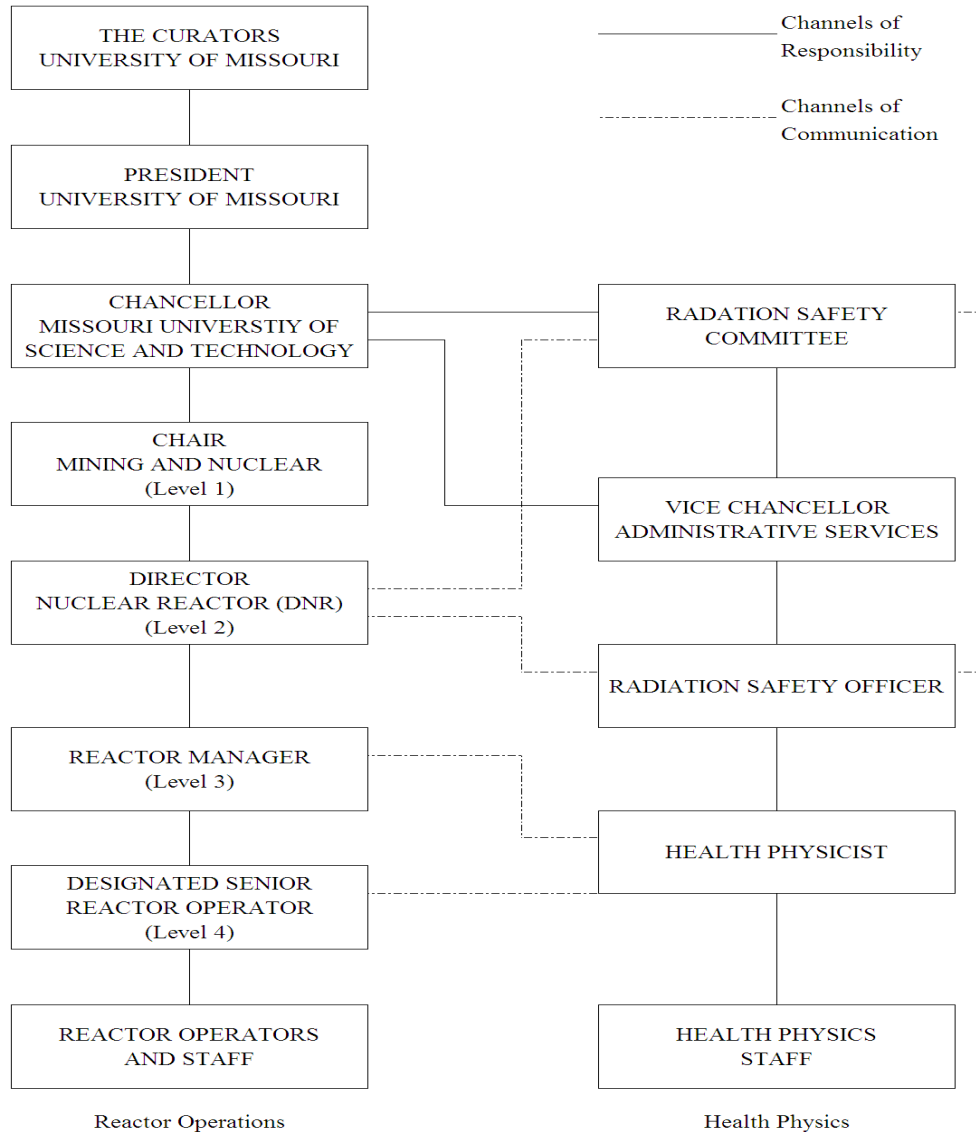 THE CURATORS
UNIVERSITY OF MISSOURI
Channels of
Responsibility
Channels of
Communication
PRESIDENT
UNIVERSITY OF MISSOURI
CHANCELLOR
MISSOURI UNIVERSTIY OF
SCIENCE AND TECHNOLOGY
RADATION SAFETY
COMMITTEE
CHAIR
MINING AND NUCLEAR
(Level 1)
VICE CHANCELLOR
ADMINISTRATIVE SERVICES
DIRECTOR
NUCLEAR REACTOR (DNR)
(Level 2)
RADIATION SAFETY OFFICER
REACTOR MANAGER
(Level 3)
HEALTH PHYSICIST
DESIGNATED SENIOR
REACTOR OPERATOR
(Level 4)
REACTOR OPERATORS
AND STAFF
HEALTH PHYSICS
STAFF
Reactor Operations
Health Physics